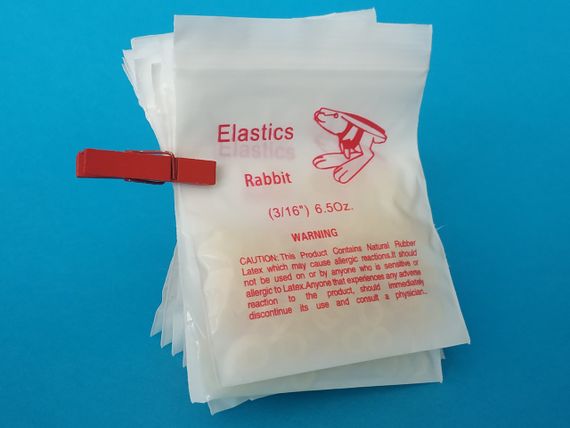 Elastics
Rabbit
(3/16") 6.5Oz.
WARNING
CAUTION:This Product Contains Natural Rubber
Latex which may cause allergic reactions.It should
not be used on or by anyone who is sensitive or
allergic to Latex.Anyone that experiences any adverse
reaction to the product, should immediately
discontinue its use and consult a physician.